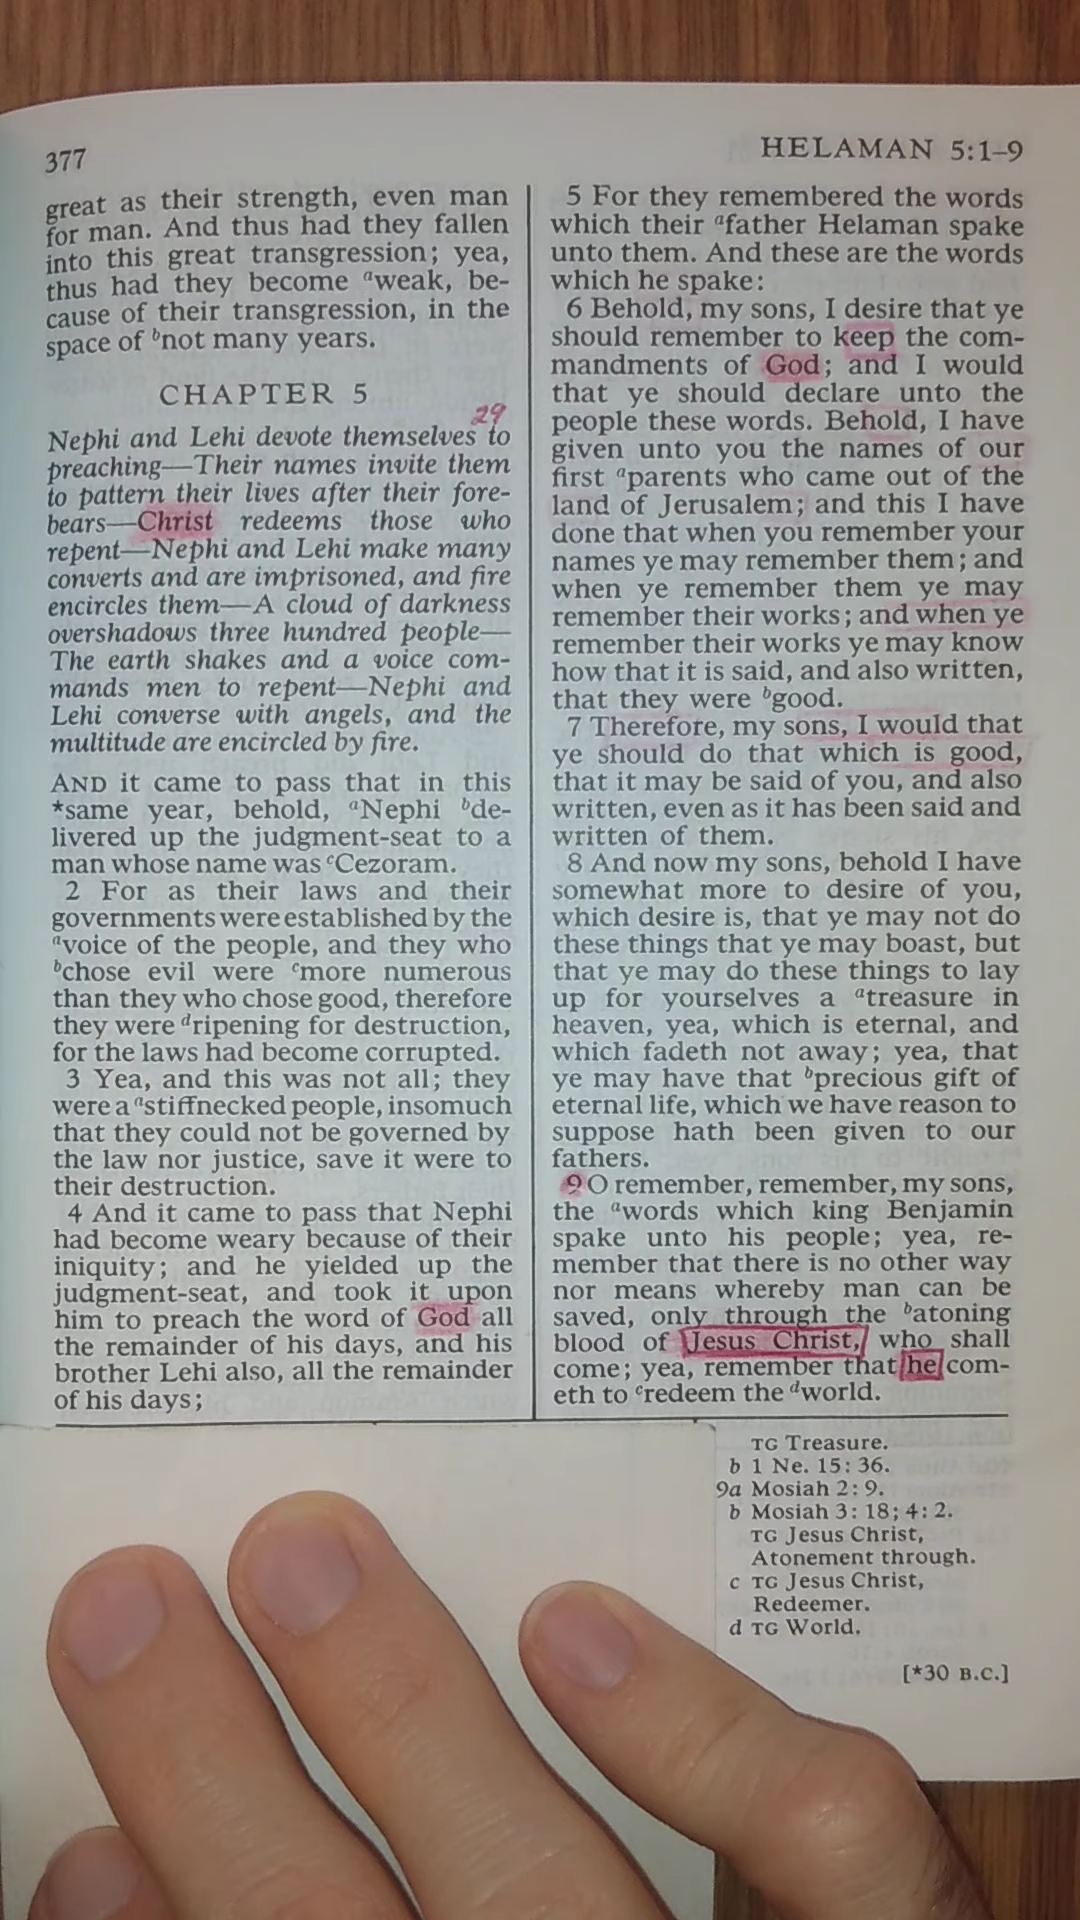 377
HELAMAN 5:1–9
great as their strength, even man
for man. And thus had they fallen
into this great transgression; yea,
thus had they become ᵃweak, be-
cause of their transgression, in the
space of ᵇnot many years.
CHAPTER 5
29
Nephi and Lehi devote themselves to
preaching—Their names invite them
to pattern their lives after their fore-
bears—Christ redeems those who
repent—Nephi and Lehi make many
converts and are imprisoned, and fire
encircles them—A cloud of darkness
overshadows three hundred people—
The earth shakes and a voice com-
mands men to repent—Nephi and
Lehi converse with angels, and the
multitude are encircled by fire.
AND it came to pass that in this
*same year, behold, ᵃNephi ᵇde-
livered up the judgment-seat to a
man whose name was ᶜCezoram.
2 For as their laws and their
governments were established by the
ᵃvoice of the people, and they who
ᵇchose evil were ᶜmore numerous
than they who chose good, therefore
they were ᵈripening for destruction,
for the laws had become corrupted.
3 Yea, and this was not all; they
were a ᵃstiffnecked people, insomuch
that they could not be governed by
the law nor justice, save it were to
their destruction.
4 And it came to pass that Nephi
had become weary because of their
iniquity; and he yielded up the
judgment-seat, and took it upon
him to preach the word of God all
the remainder of his days, and his
brother Lehi also, all the remainder
of his days;
5 For they remembered the words
which their ᵃfather Helaman spake
unto them. And these are the words
which he spake:
6 Behold, my sons, I desire that ye
should remember to keep the com-
mandments of God; and I would
that ye should declare unto the
people these words. Behold, I have
given unto you the names of our
first ᵃparents who came out of the
land of Jerusalem; and this I have
done that when you remember your
names ye may remember them; and
when ye remember them ye may
remember their works; and when ye
remember their works ye may know
how that it is said, and also written,
that they were ᵇgood.
7 Therefore, my sons, I would that
ye should do that which is good,
that it may be said of you, and also
written, even as it has been said and
written of them.
8 And now my sons, behold I have
somewhat more to desire of you,
which desire is, that ye may not do
these things that ye may boast, but
that ye may do these things to lay
up for yourselves a ᵃtreasure in
heaven, yea, which is eternal, and
which fadeth not away; yea, that
ye may have that ᵇprecious gift of
eternal life, which we have reason to
suppose hath been given to our
fathers.
9 O remember, remember, my sons,
the ᵃwords which king Benjamin
spake unto his people; yea, re-
member that there is no other way
nor means whereby man can be
saved, only through the ᵇatoning
blood of Jesus Christ, who shall
come; yea, remember that he com-
eth to ᶜredeem the ᵈworld.
TG Treasure.
b 1 Ne. 15: 36.
9a Mosiah 2: 9.
b Mosiah 3: 18; 4: 2.
TG Jesus Christ,
Atonement through.
c TG Jesus Christ,
Redeemer.
d TG World.
[*30 B.C.]